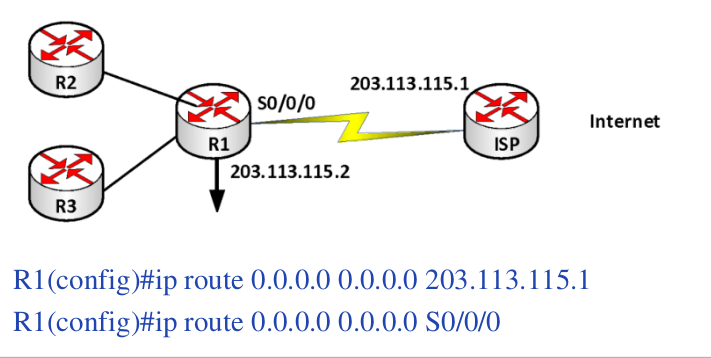 R2
203.113.115.1
S0/0/0
Internet
R1
ISP
203.113.115.2
R3
R1(config)#ip route 0.0.0.0 0.0.0.0 203.113.115.1
R1(config)#ip route 0.0.0.0 0.0.0.0 S0/0/0